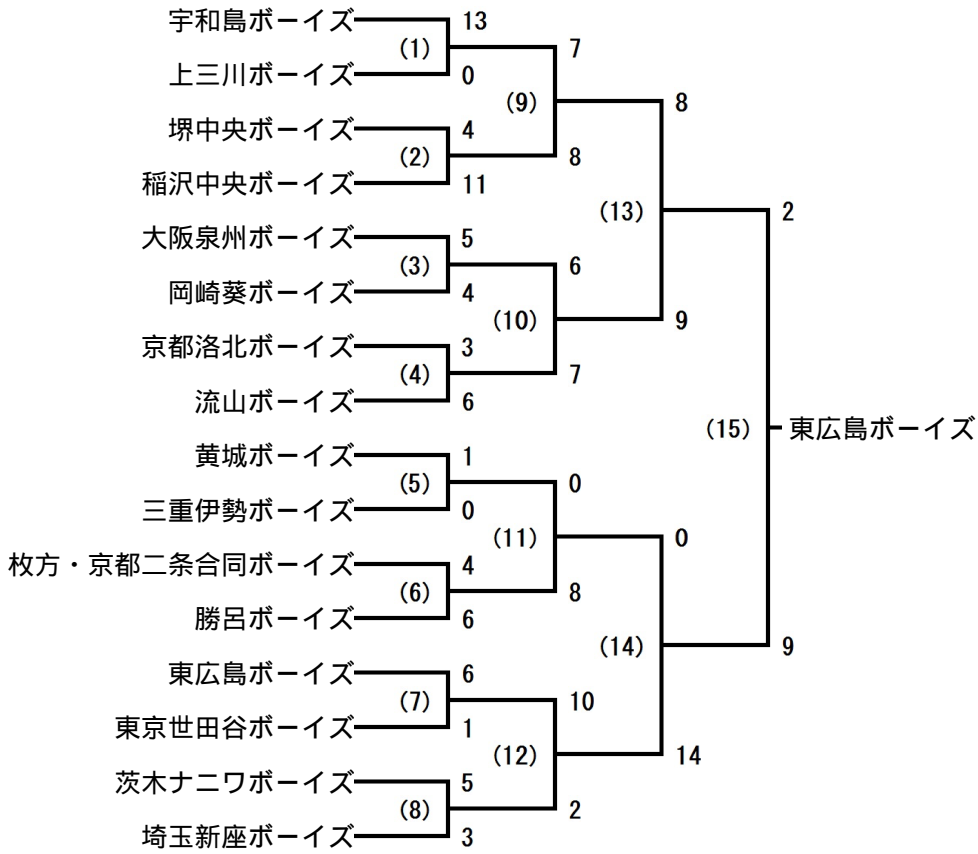 宇和島ボーイズ 13
(1) 7
上三川ボーイズ 0
(9) 8
堺中央ボーイズ 4
(2) 8
稲沢中央ボーイズ 11
(13) 2
大阪泉州ボーイズ 5
(3) 6
岡崎葵ボーイズ 4
(10) 9
京都洛北ボーイズ 3
(4) 7
流山ボーイズ 6
(15) 東広島ボーイズ
黄城ボーイズ 1
(5) 0
三重伊勢ボーイズ 0
(11) 0
枚方・京都二条合同ボーイズ 4
(6) 8
勝呂ボーイズ 6
(14) 9
東広島ボーイズ 6
(7) 10
東京世田谷ボーイズ 1
(12) 14
茨木ナニワボーイズ 5
(8) 2
埼玉新座ボーイズ 3